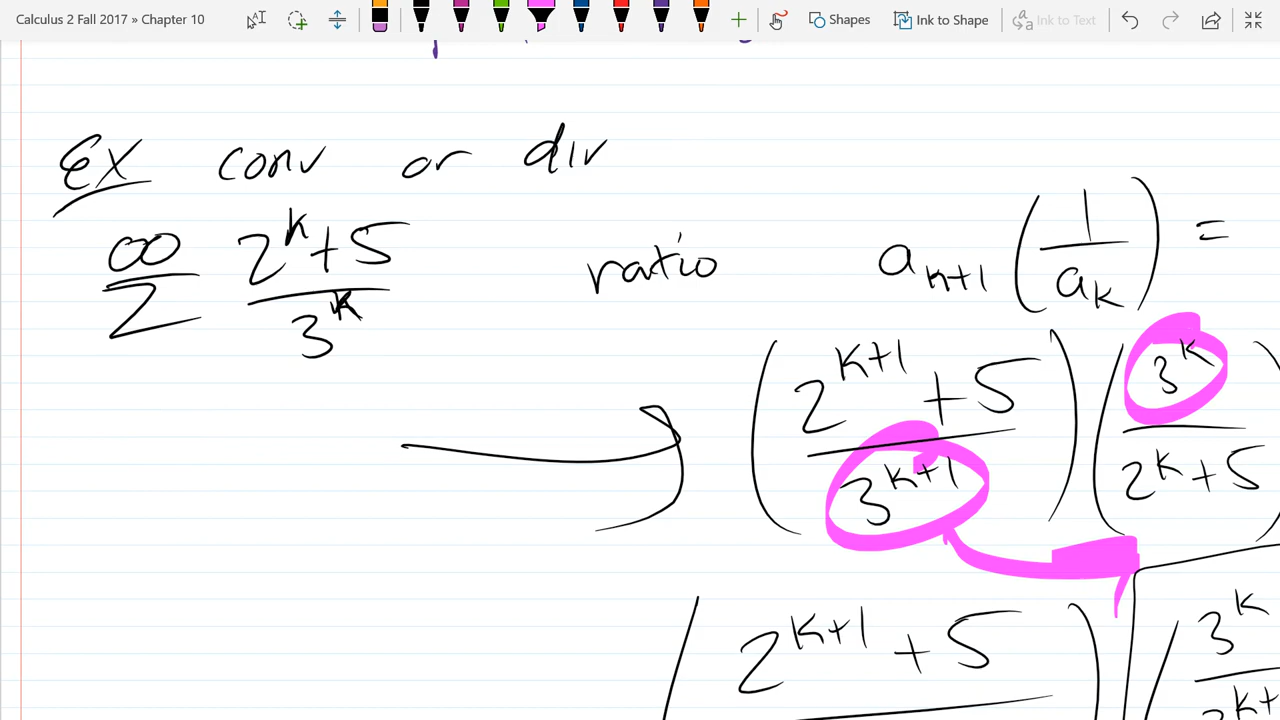 Calculus 2 Fall 2017 » Chapter 10 Shapes Ink to Shape Ink to Text
Ex conv or div
∞ Σ (2^k + 5) / 3^k ratio a_{k+1} (1 / a_k) =
((2^{k+1} + 5) / 3^{k+1}) (3^k / (2^k + 5)
(2^{k+1} + 5) (3^k